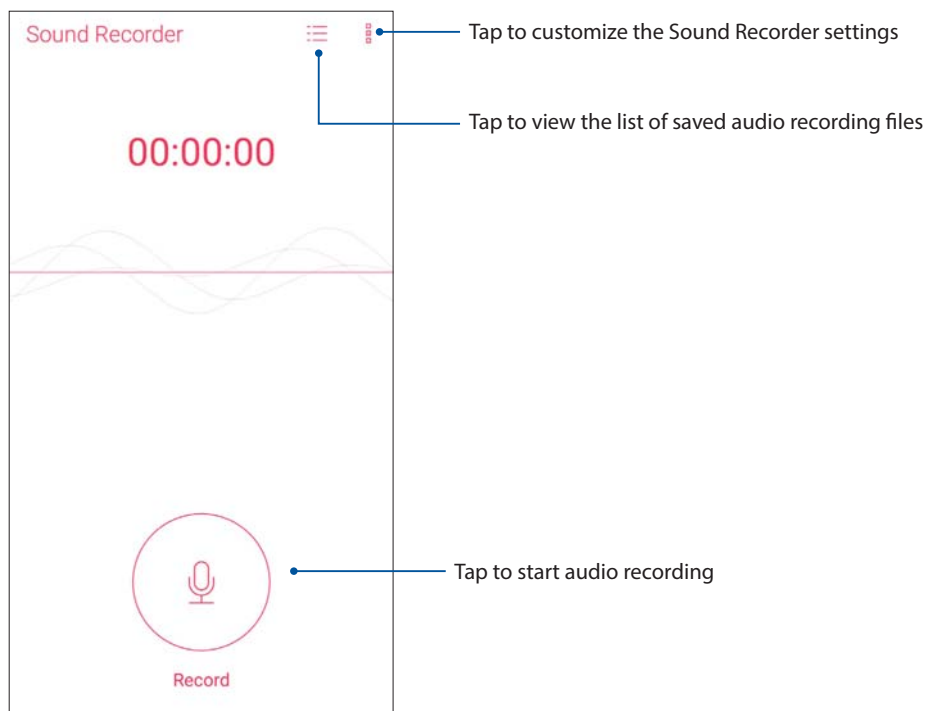 Sound Recorder
Tap to customize the Sound Recorder settings
Tap to view the list of saved audio recording files
00:00:00
Tap to start audio recording
Record